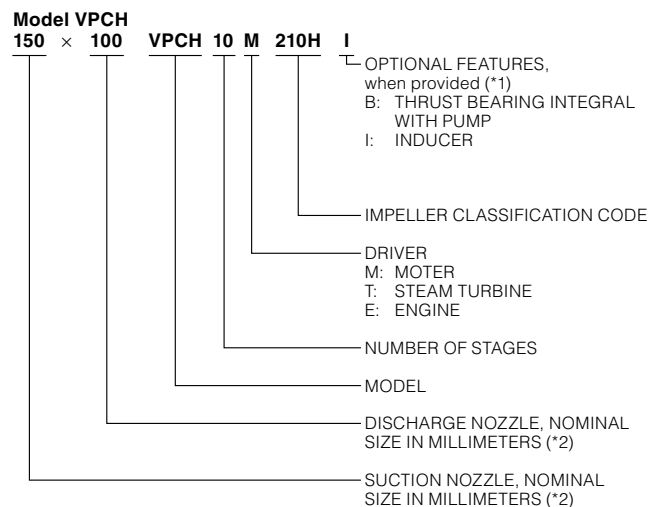 Model VPCH
150 × 100 VPCH 10 M 210H I
OPTIONAL FEATURES,
when provided (*1)
B: THRUST BEARING INTEGRAL
WITH PUMP
I: INDUCER
IMPELLER CLASSIFICATION CODE
DRIVER
M: MOTER
T: STEAM TURBINE
E: ENGINE
NUMBER OF STAGES
MODEL
DISCHARGE NOZZLE, NOMINAL
SIZE IN MILLIMETERS (*2)
SUCTION NOZZLE, NOMINAL
SIZE IN MILLIMETERS (*2)